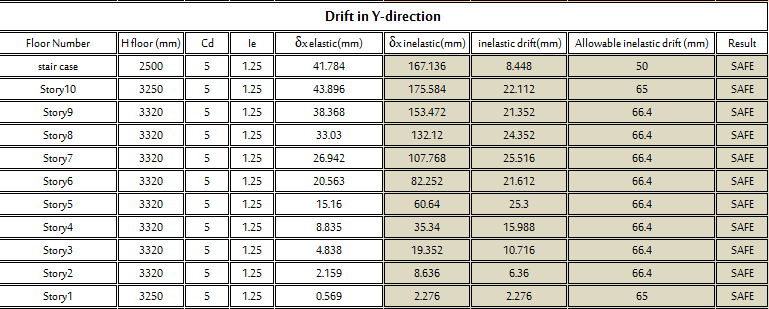 Drift in Y-direction
Floor Number H floor (mm) Cd Ie δx elastic(mm) δx inelastic(mm) inelastic drift(mm) Allowable inelastic drift (mm) Result
stair case 2500 5 1.25 41.784 167.136 8.448 50 SAFE
Story10 3250 5 1.25 43.896 175.584 22.112 65 SAFE
Story9 3320 5 1.25 38.368 153.472 21.352 66.4 SAFE
Story8 3320 5 1.25 33.03 132.12 24.352 66.4 SAFE
Story7 3320 5 1.25 26.942 107.768 25.516 66.4 SAFE
Story6 3320 5 1.25 20.563 82.252 21.612 66.4 SAFE
Story5 3320 5 1.25 15.16 60.64 25.3 66.4 SAFE
Story4 3320 5 1.25 8.835 35.34 15.988 66.4 SAFE
Story3 3320 5 1.25 4.838 19.352 10.716 66.4 SAFE
Story2 3320 5 1.25 2.159 8.636 6.36 66.4 SAFE
Story1 3250 5 1.25 0.569 2.276 2.276 65 SAFE